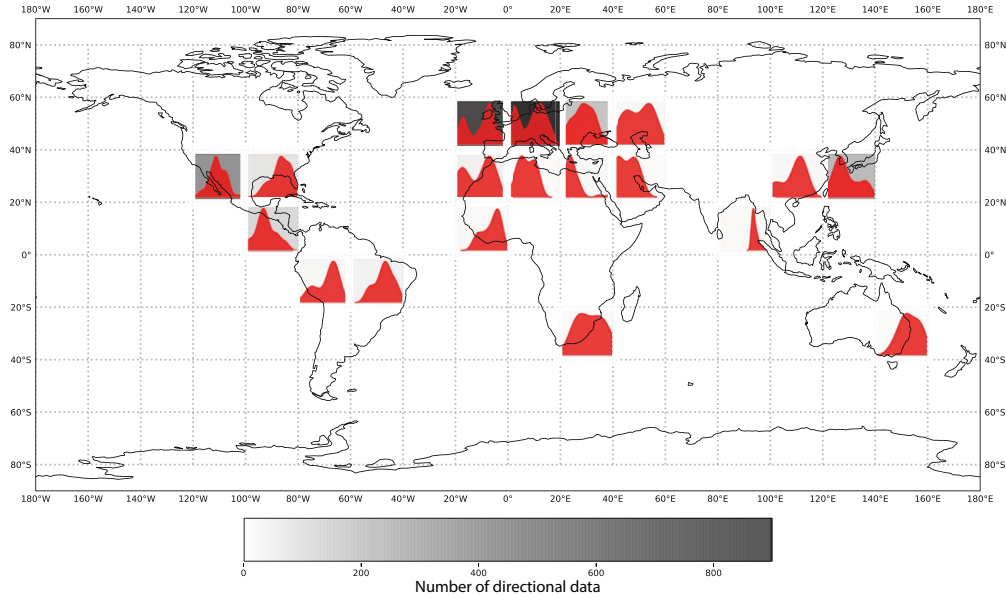 180°W 160°W 140°W 120°W 100°W 80°W 60°W 40°W 20°W 0° 20°E 40°E 60°E 80°E 100°E 120°E 140°E 160°E 180°E
80°N 80°N
60°N 60°N
40°N 40°N
20°N 20°N
0° 0°
20°S 20°S
40°S 40°S
60°S 60°S
80°S 80°S
180°W 160°W 140°W 120°W 100°W 80°W 60°W 40°W 20°W 0° 20°E 40°E 60°E 80°E 100°E 120°E 140°E 160°E 180°E
0 200 400 600 800
Number of directional data